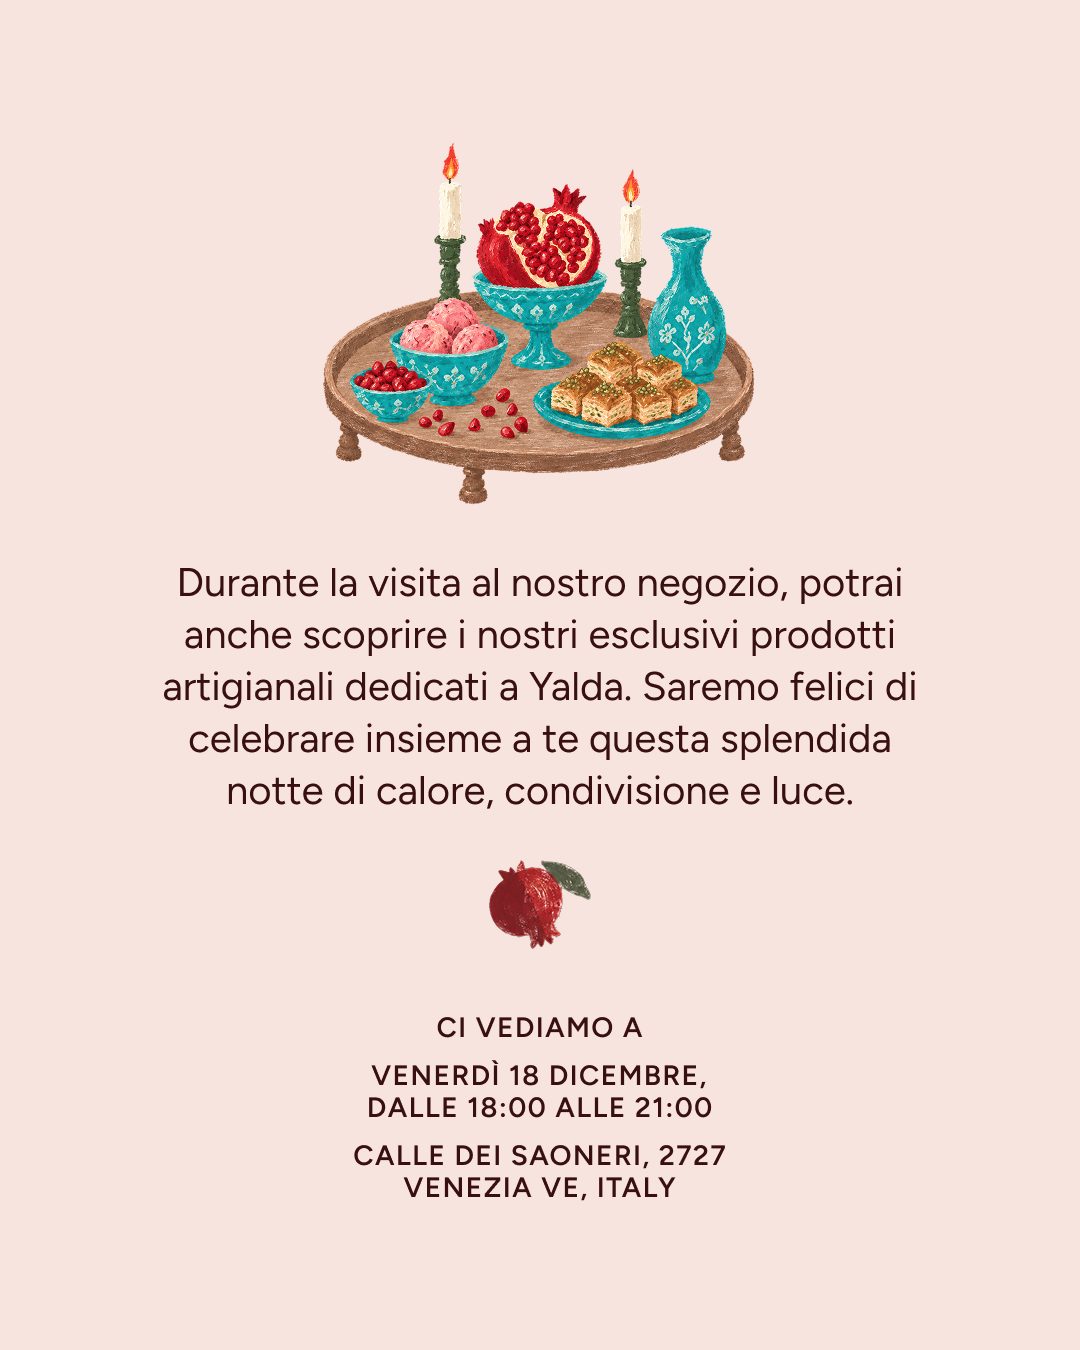 Durante la visita al nostro negozio, potrai
anche scoprire i nostri esclusivi prodotti
artigianali dedicati a Yalda. Saremo felici di
celebrare insieme a te questa splendida
notte di calore, condivisione e luce.
CI VEDIAMO A
VENERDÌ 18 DICEMBRE,
DALLE 18:00 ALLE 21:00
CALLE DEI SAONERI, 2727
VENEZIA VE, ITALY